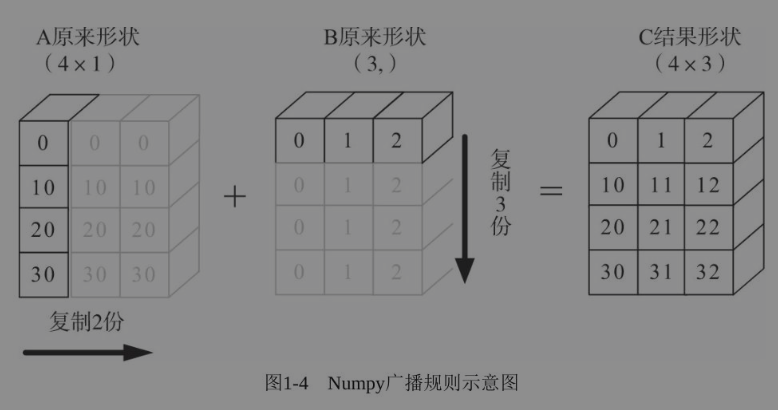 A原来形状
（4×1）
B原来形状
（3,）
C结果形状
（4×3）
0 0 0
10 10 10
20 20 20
30 30 30
复制2份
+
0 1 2
0 1 2
0 1 2
0 1 2
复制3份
=
0 1 2
10 11 12
20 21 22
30 31 32
图1-4 Numpy广播规则示意图